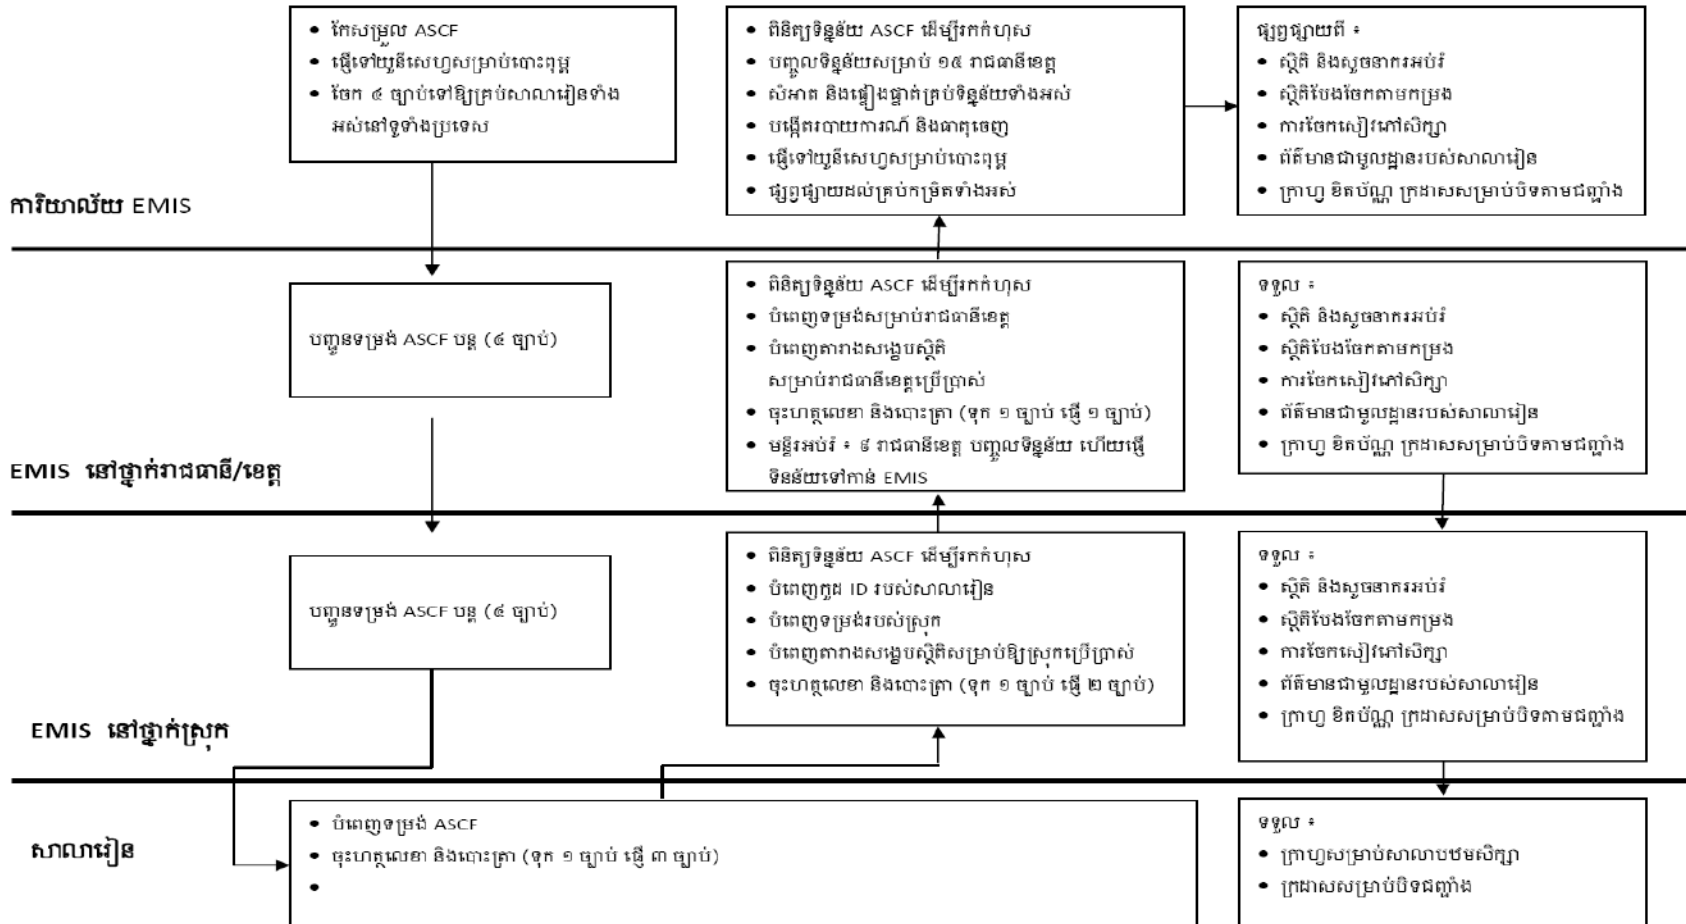 • កែសម្រួល ASCF
• ផ្ញើទៅយូនីសេហ្វសម្រាប់បោះពុម្ព
• ចែក ៤ ច្បាប់ទៅឱ្យគ្រប់សាលារៀនទាំង
អស់នៅទូទាំងប្រទេស
• ពិនិត្យទិន្នន័យ ASCF ដើម្បីរកកំហុស
• បញ្ចូលទិន្នន័យសម្រាប់ ១៥ រាជធានីខេត្ត
• សំអាត និងផ្ទៀងផ្ទាត់គ្រប់ទិន្នន័យទាំងអស់
• បង្កើតរបាយការណ៍ និងធាតុចេញ
• ផ្ញើទៅយូនីសេហ្វសម្រាប់បោះពុម្ព
• ផ្សព្វផ្សាយដល់គ្រប់កម្រិតទាំងអស់
ផ្សព្វផ្សាយពី ៖
• ស្ថិតិ និងសូចនាករអប់រំ
• ស្ថិតិបែងចែកតាមកម្រង
• ការចែកសៀវភៅសិក្សា
• ព័ត៌មានជាមូលដ្ឋានរបស់សាលារៀន
• ក្រាហ្វ ខិតប័ណ្ណ ក្រដាសសម្រាប់បិទតាមជញ្ជាំង
ការិយាល័យ EMIS
បញ្ជូនទម្រង់ ASCF បន្ត (៤ ច្បាប់)
• ពិនិត្យទិន្នន័យ ASCF ដើម្បីរកកំហុស
• បំពេញទម្រង់សម្រាប់រាជធានីខេត្ត
• បំពេញតារាងសង្ខេបស្ថិតិ
សម្រាប់រាជធានីខេត្តប្រើប្រាស់
• ចុះហត្ថលេខា និងបោះត្រា (ទុក ១ ច្បាប់ ផ្ញើ ១ ច្បាប់)
• មន្ទីរអប់រំ ៖ ៨ រាជធានីខេត្ត បញ្ចូលទិន្នន័យ ហើយផ្ញើ
ទិនន័យទៅកាន់ EMIS
ទទួល ៖
• ស្ថិតិ និងសូចនាករអប់រំ
• ស្ថិតិបែងចែកតាមកម្រង
• ការចែកសៀវភៅសិក្សា
• ព័ត៌មានជាមូលដ្ឋានរបស់សាលារៀន
• ក្រាហ្វ ខិតប័ណ្ណ ក្រដាសសម្រាប់បិទតាមជញ្ជាំង
EMIS នៅថ្នាក់រាជធានី/ខេត្ត
បញ្ជូនទម្រង់ ASCF បន្ត (៤ ច្បាប់)
• ពិនិត្យទិន្នន័យ ASCF ដើម្បីរកកំហុស
• បំពេញកូដ ID របស់សាលារៀន
• បំពេញទម្រង់របស់ស្រុក
• បំពេញតារាងសង្ខេបស្ថិតិសម្រាប់ឱ្យស្រុកប្រើប្រាស់
• ចុះហត្ថលេខា និងបោះត្រា (ទុក ១ ច្បាប់ ផ្ញើ ២ ច្បាប់)
ទទួល ៖
• ស្ថិតិ និងសូចនាករអប់រំ
• ស្ថិតិបែងចែកតាមកម្រង
• ការចែកសៀវភៅសិក្សា
• ព័ត៌មានជាមូលដ្ឋានរបស់សាលារៀន
• ក្រាហ្វ ខិតប័ណ្ណ ក្រដាសសម្រាប់បិទតាមជញ្ជាំង
EMIS នៅថ្នាក់ស្រុក
• បំពេញទម្រង់ ASCF
• ចុះហត្ថលេខា និងបោះត្រា (ទុក ១ ច្បាប់ ផ្ញើ ៣ ច្បាប់)
•
ទទួល ៖
• ក្រាហ្វសម្រាប់សាលាបឋមសិក្សា
• ក្រដាសសម្រាប់បិទជញ្ជាំង
សាលារៀន